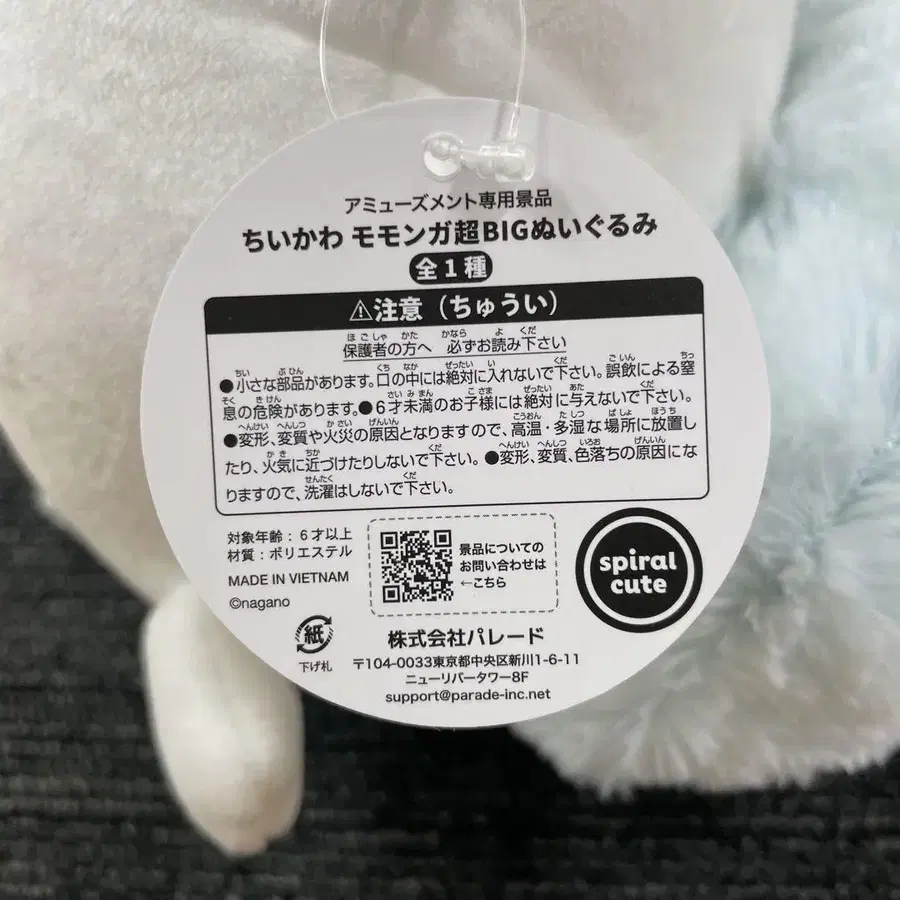 アミューズメント専用景品
ちいかわ モモンガ超BIGぬいぐるみ
全1種
⚠注意（ちゅうい）
保護者の方へ 必ずお読み下さい
●小さな部品があります。口の中には絶対に入れないで下さい。誤飲による窒
息の危険があります。●6才未満のお子様には絶対に与えないで下さい。
●変形、変質や火災の原因となりますので、高温・多湿な場所に放置し
たり、火気に近づけたりしないで下さい。●変形、変質、色落ちの原因にな
りますので、洗濯はしないで下さい。
対象年齢：6才以上
材質：ポリエステル
MADE IN VIETNAM
©nagano
景品についての
お問い合わせは
←こちら
spiral
cute
紙
下げ札
株式会社パレード
〒104-0033東京都中央区新川1-6-11
ニューリバータワー8F
support@parade-inc.net